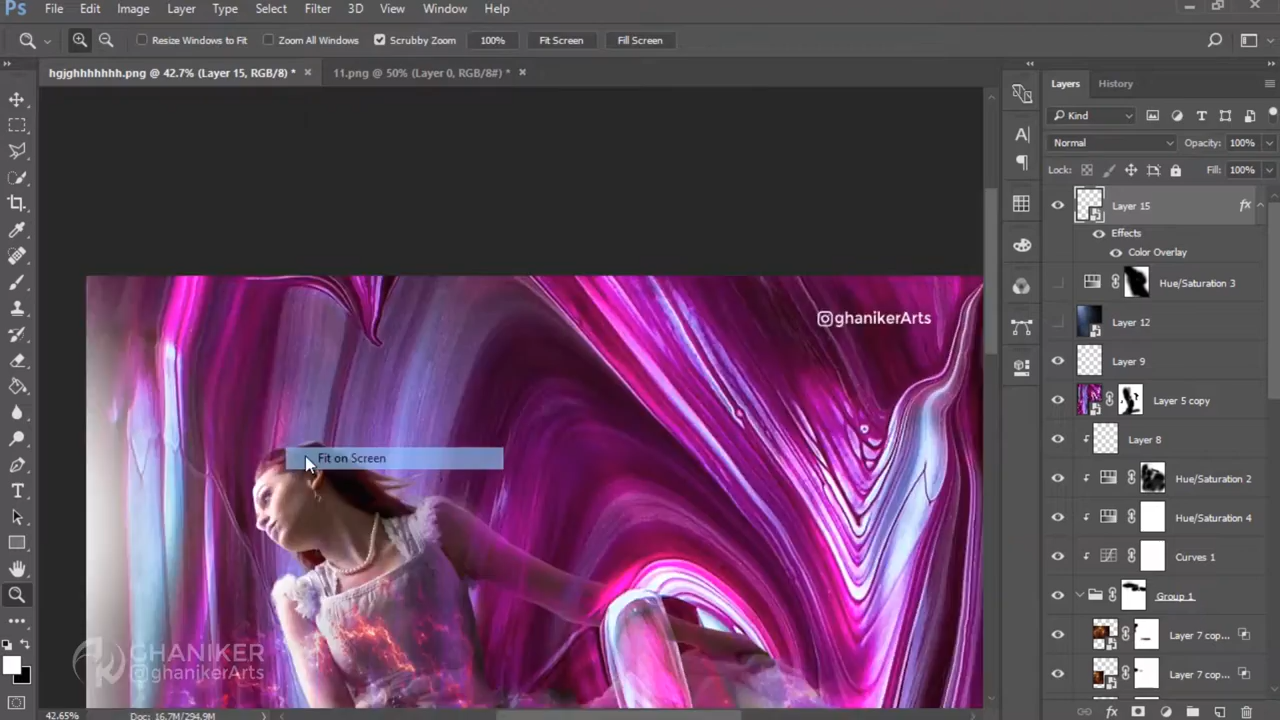 Ps File Edit Image Layer Type Select Filter 3D View Window Help
Resize Windows to Fit Zoom All Windows Scrubby Zoom 100% Fit Screen Fill Screen
hgjghhhhhhh.png @ 42.7% (Layer 15, RGB/8) * × 11.png @ 50% (Layer 0, RGB/8#) * ×
Layers History
Kind
Normal Opacity: 100%
Lock: Fill: 100%
Layer 15 fx
Effects
Color Overlay
Hue/Saturation 3
Layer 12
Layer 9
Layer 5 copy
Layer 8
Hue/Saturation 2
Hue/Saturation 4
Curves 1
Group 1
Layer 7 cop...
Layer 7 cop...
ghanikerArts
Fit on Screen
GHANIKER
@ghanikerArts
42.65% Doc: 16.7M/294.9M
fx